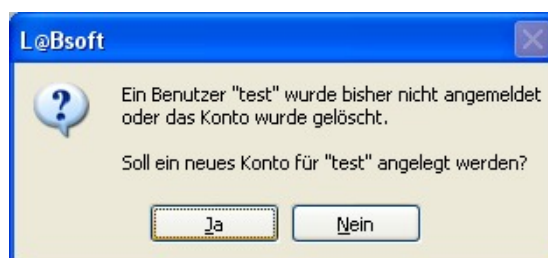 L@Bsoft
Ein Benutzer "test" wurde bisher nicht angemeldet
oder das Konto wurde gelöscht.
Soll ein neues Konto für "test" angelegt werden?
Ja
Nein